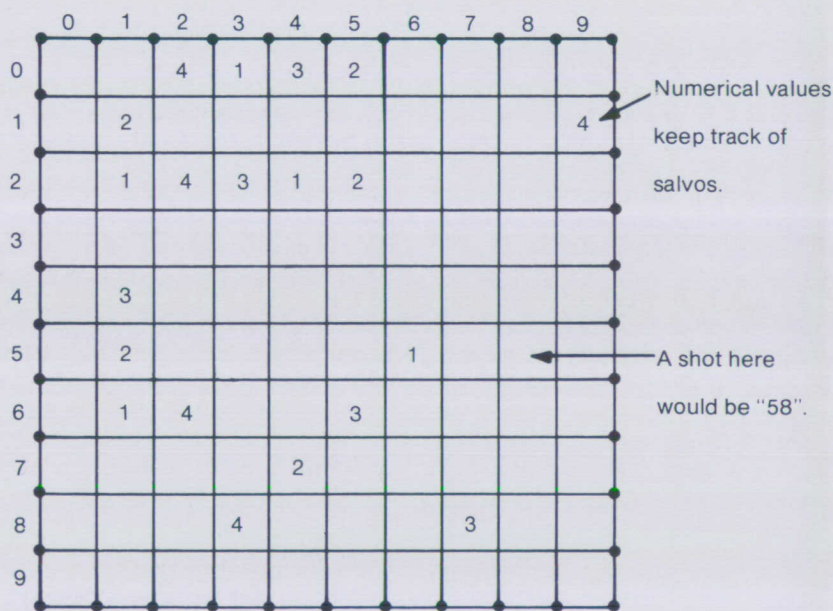 0 1 2 3 4 5 6 7 8 9
0 4 1 3 2
Numerical values
1 2 4
keep track of
2 1 4 3 1 2
salvos.
3
4 3
5 2 1
A shot here
6 1 4 3
would be "58".
7 2
8 4 3
9